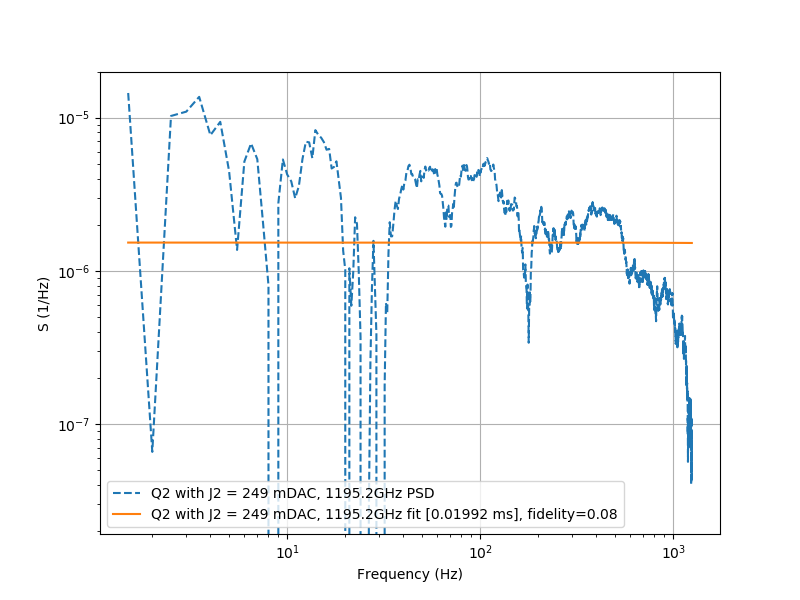 10⁻⁵
10⁻⁶
10⁻⁷
S (1/Hz)
Q2 with J2 = 249 mDAC, 1195.2GHz PSD
Q2 with J2 = 249 mDAC, 1195.2GHz fit [0.01992 ms], fidelity=0.08
10¹ 10² 10³
Frequency (Hz)